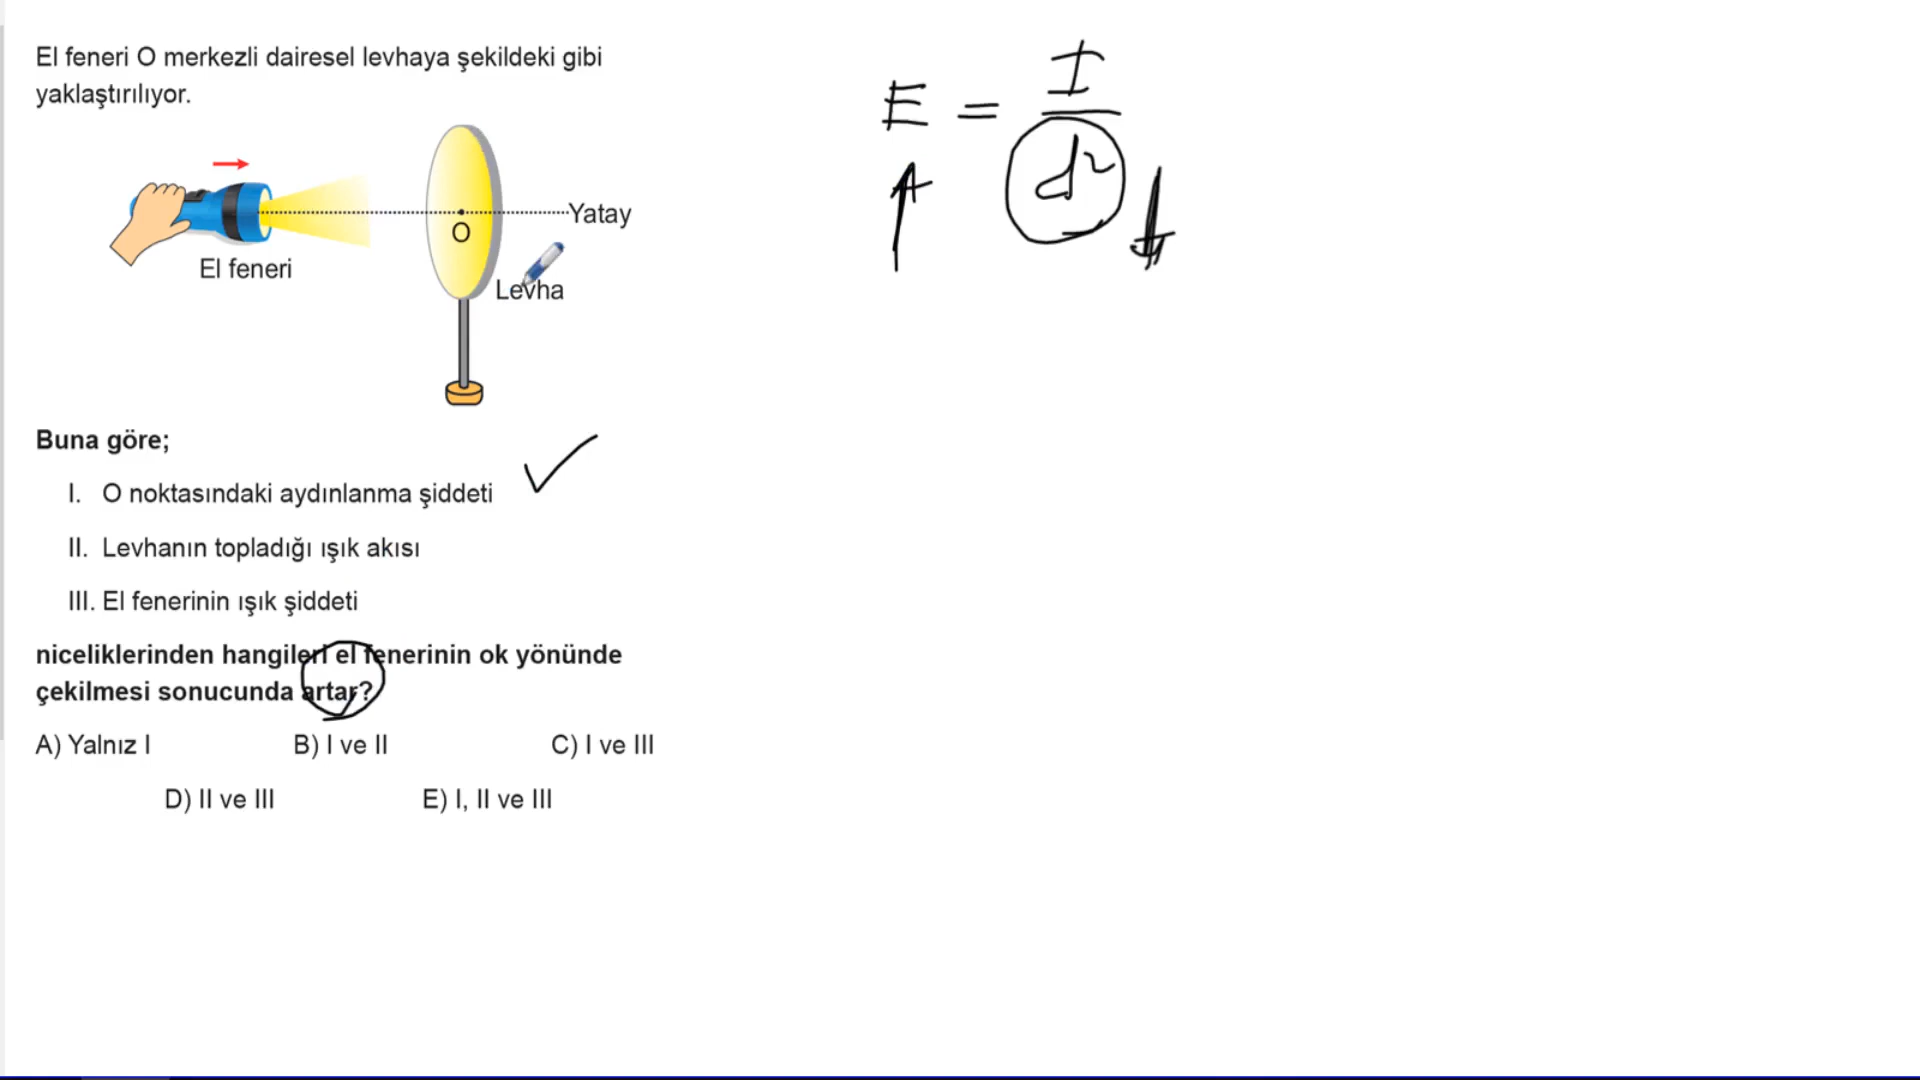 El feneri O merkezli dairesel levhaya şekildeki gibi
yaklaştırılıyor.
Yatay
O
El feneri
Levha
E = I / d²
Buna göre;
I. O noktasındaki aydınlanma şiddeti
II. Levhanın topladığı ışık akısı
III. El fenerinin ışık şiddeti
niceliklerinden hangileri el fenerinin ok yönünde
çekilmesi sonucunda artar?
A) Yalnız I B) I ve II C) I ve III
D) II ve III E) I, II ve III